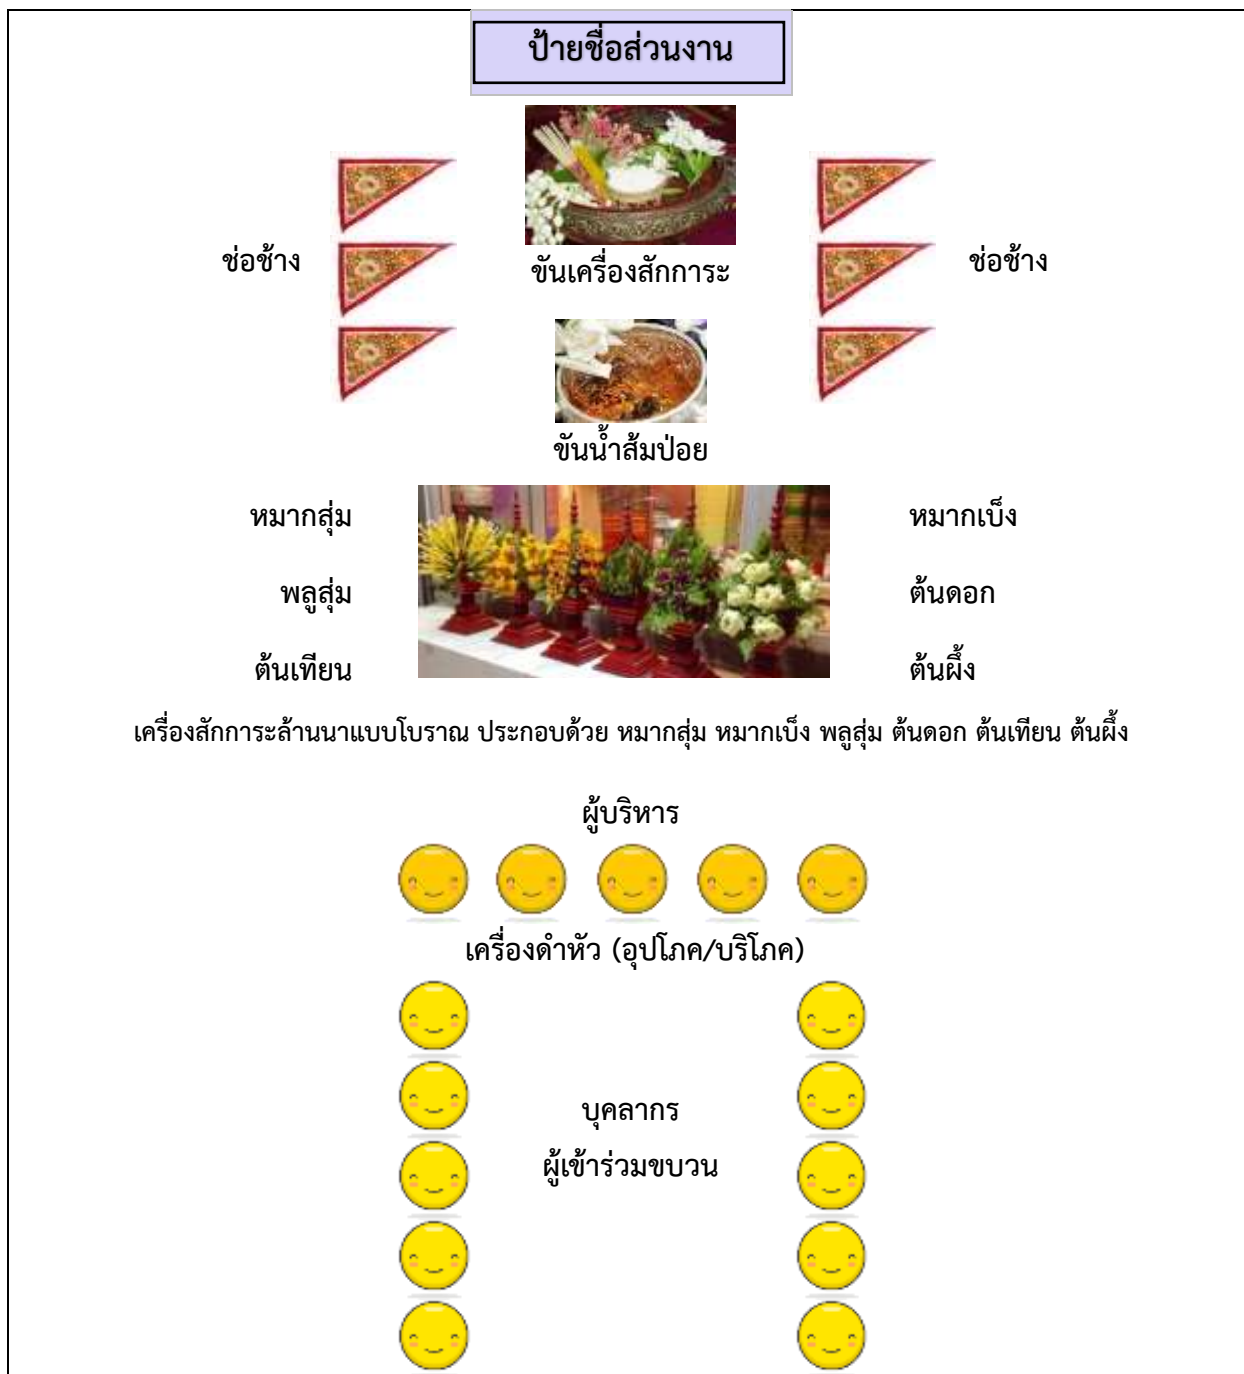 ป้ายชื่อส่วนงาน
ช่อช้าง
ขันเครื่องสักการะ
ช่อช้าง
ขันน้ำส้มป่อย
หมากสุ่ม
หมากเบ็ง
พลูสุ่ม
ต้นดอก
ต้นเทียน
ต้นผึ้ง
เครื่องสักการะล้านนาแบบโบราณ ประกอบด้วย หมากสุ่ม หมากเบ็ง พลูสุ่ม ต้นดอก ต้นเทียน ต้นผึ้ง
ผู้บริหาร
เครื่องดำหัว (อุปโภค/บริโภค)
บุคลากร
ผู้เข้าร่วมขบวน